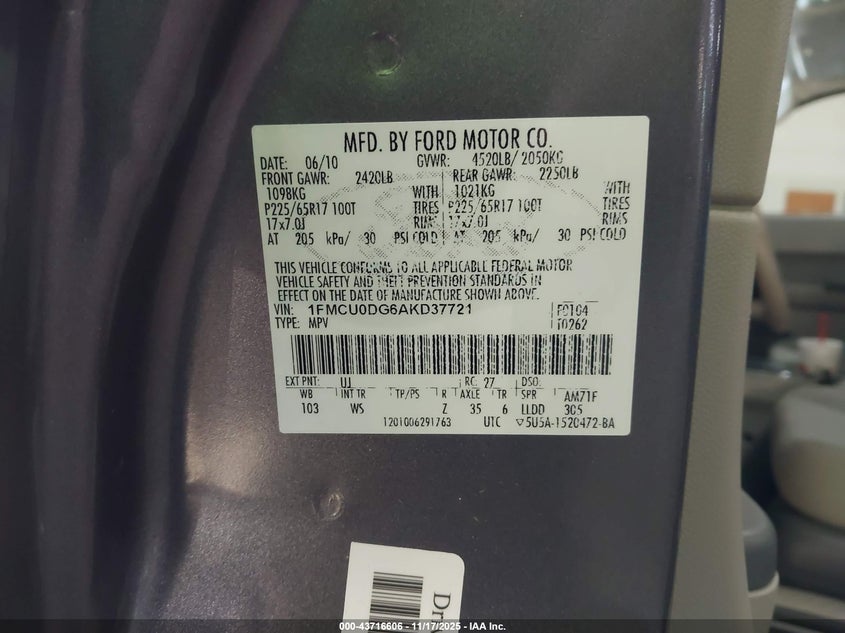 MFD. BY FORD MOTOR CO.
DATE: 06/10 GVWR: 4520LB/ 2050KG
FRONT GAWR: 2420LB REAR GAWR: 2250LB
1098KG WITH 1021KG WITH
P225/65R17 100T TIRES P225/65R17 100T TIRES
17x7.0J RIMS 17x7.0J RIMS
AT 205 kPa/ 30 PSI COLD AT 205 kPa/ 30 PSI COLD
THIS VEHICLE CONFORMS TO ALL APPLICABLE FEDERAL MOTOR
VEHICLE SAFETY AND THEFT PREVENTION STANDARDS IN
EFFECT ON THE DATE OF MANUFACTURE SHOWN ABOVE.
VIN: 1FMCU0DG6AKD37721 F0104
TYPE: MPV T0262
EXT PNT: UJ RC: 27 DSO:
WB INT TR TP/PS R AXLE TR SPR AM71F
103 WS Z 35 6 LLDD 305
1201006291763 UTC ▽5U5A-1520472-BA
Dr
000-43716606 - 11/17/2025 - IAA Inc.